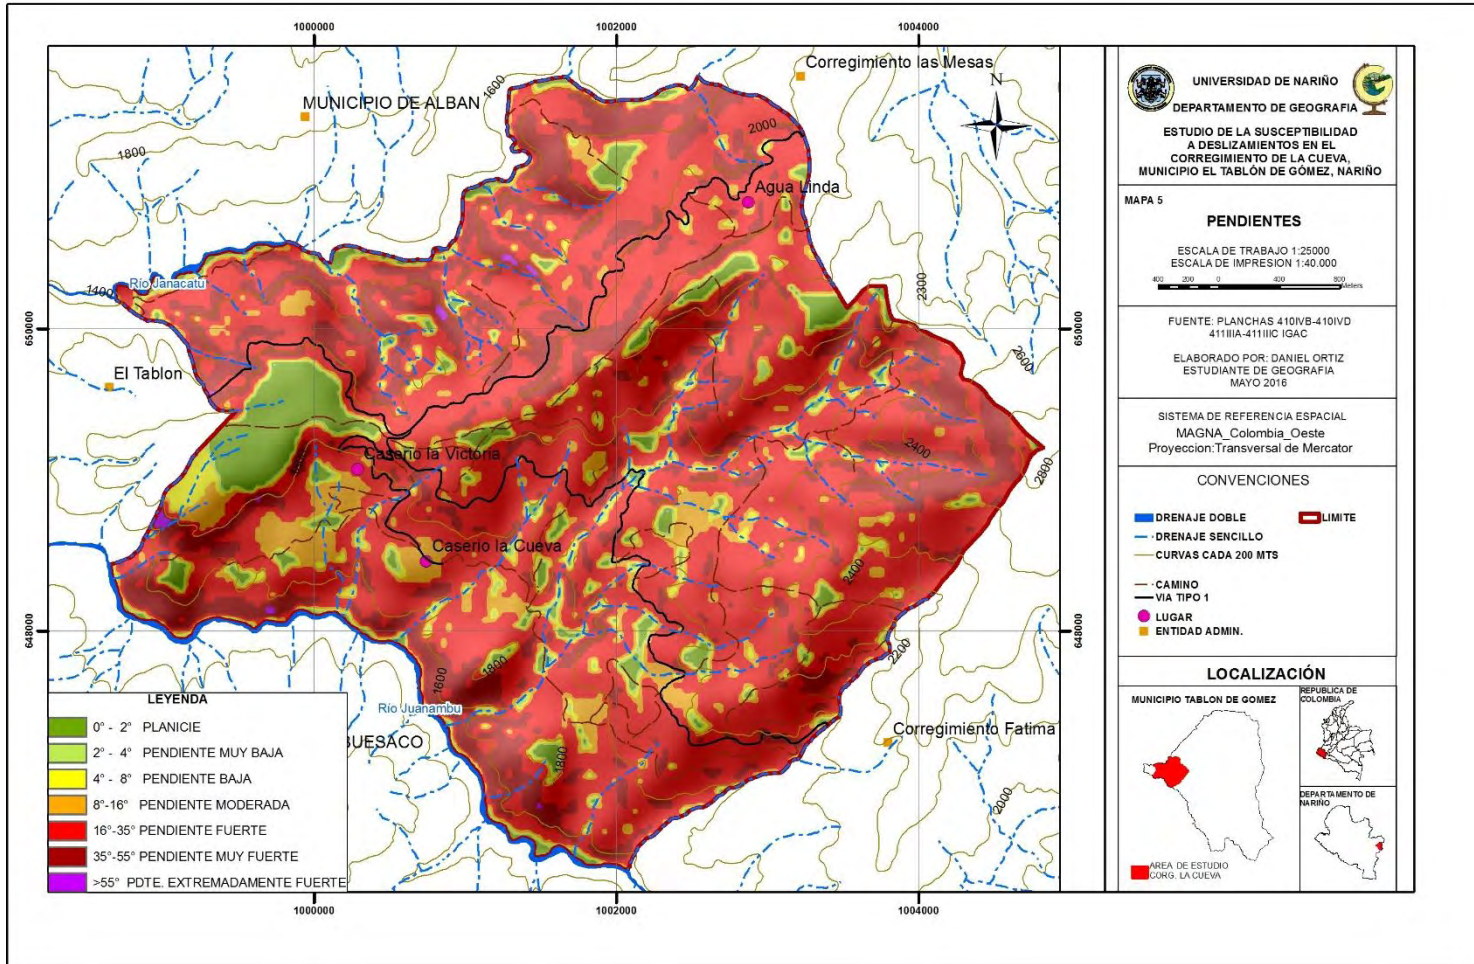 1000000
1002000
1004000
Corregimiento las Mesas
N
MUNICIPIO DE ALBAN
1600
2000
1800
Agua Linda
Río Janacatu
1400
2300
2600
650000
650000
El Tablon
Caserio la Victoria
2400
2800
Caserio la Cueva
2400
648000
648000
2200
1800
1600
Río Juanambu
BUESACO
Corregimiento Fatima
1800
2000
LEYENDA
0° - 2° PLANICIE
2° - 4° PENDIENTE MUY BAJA
4° - 8° PENDIENTE BAJA
8°-16° PENDIENTE MODERADA
16°-35° PENDIENTE FUERTE
35°-55° PENDIENTE MUY FUERTE
>55° PDTE. EXTREMADAMENTE FUERTE
1000000
1002000
1004000
UNIVERSIDAD DE NARIÑO
DEPARTAMENTO DE GEOGRAFIA
ESTUDIO DE LA SUSCEPTIBILIDAD
A DESLIZAMIENTOS EN EL
CORREGIMIENTO DE LA CUEVA,
MUNICIPIO EL TABLÓN DE GÓMEZ, NARIÑO
MAPA 5
PENDIENTES
ESCALA DE TRABAJO 1:25000
ESCALA DE IMPRESION 1:40.000
400 200 0 400 800
Meters
FUENTE: PLANCHAS 410IVB-410IVD
411IIIA-411IIIC IGAC
ELABORADO POR: DANIEL ORTIZ
ESTUDIANTE DE GEOGRAFIA
MAYO 2016
SISTEMA DE REFERENCIA ESPACIAL
MAGNA_Colombia_Oeste
Proyeccion:Transversal de Mercator
CONVENCIONES
DRENAJE DOBLE
LIMITE
DRENAJE SENCILLO
CURVAS CADA 200 MTS
CAMINO
VIA TIPO 1
LUGAR
ENTIDAD ADMIN.
LOCALIZACIÓN
MUNICIPIO TABLON DE GOMEZ
REPUBLICA DE
COLOMBIA
DEPARTAMENTO DE
NARIÑO
AREA DE ESTUDIO
CORG. LA CUEVA